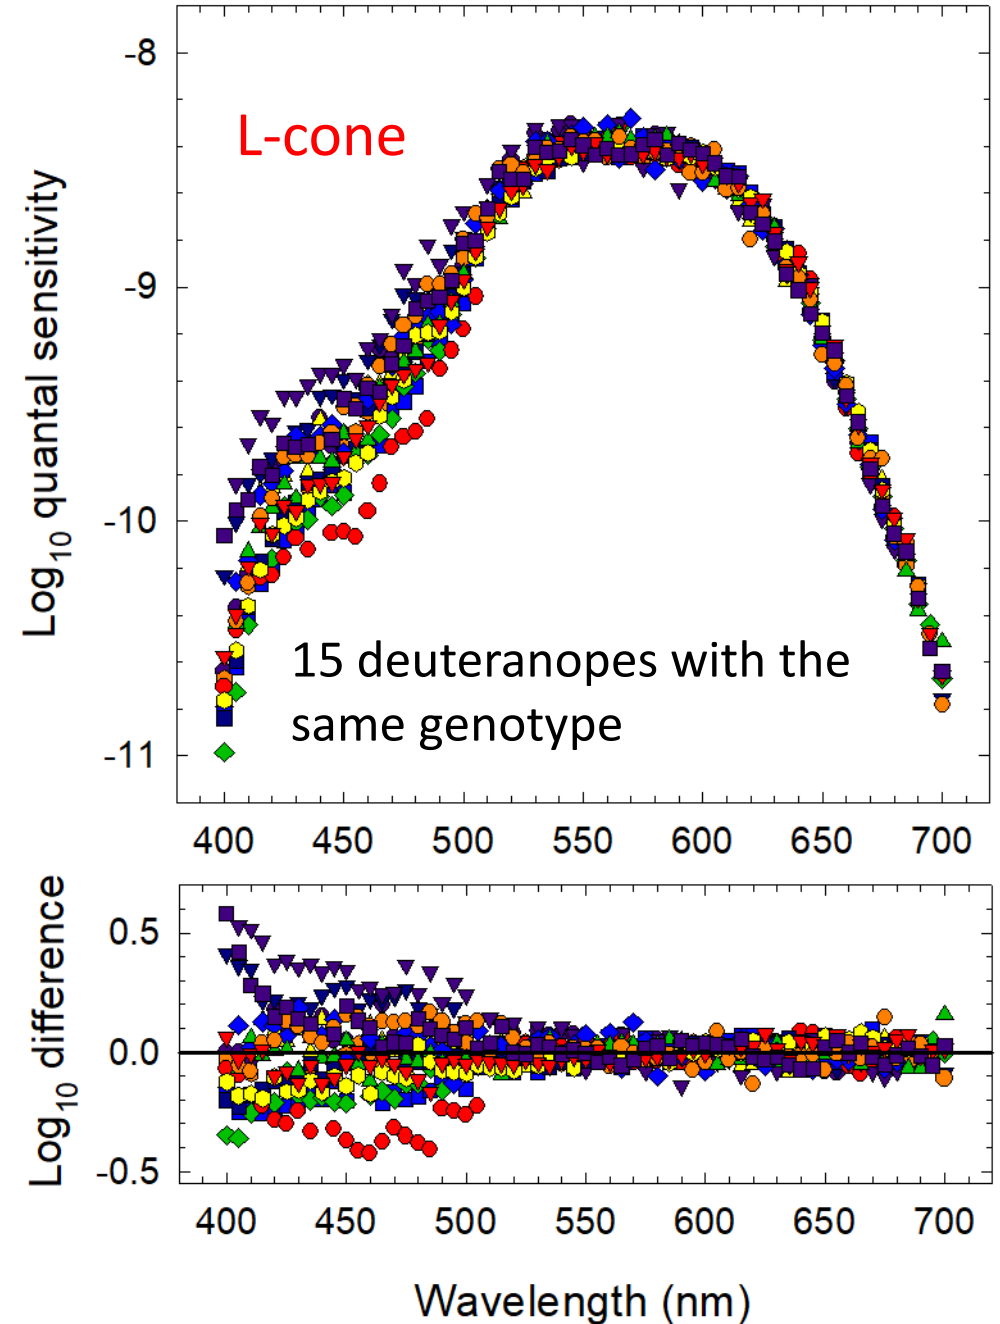 -8
L-cone
-9
Log10 quantal sensitivity
-10
15 deuteranopes with the
same genotype
-11
400 450 500 550 600 650 700
0.5
Log10 difference
0.0
-0.5
400 450 500 550 600 650 700
Wavelength (nm)